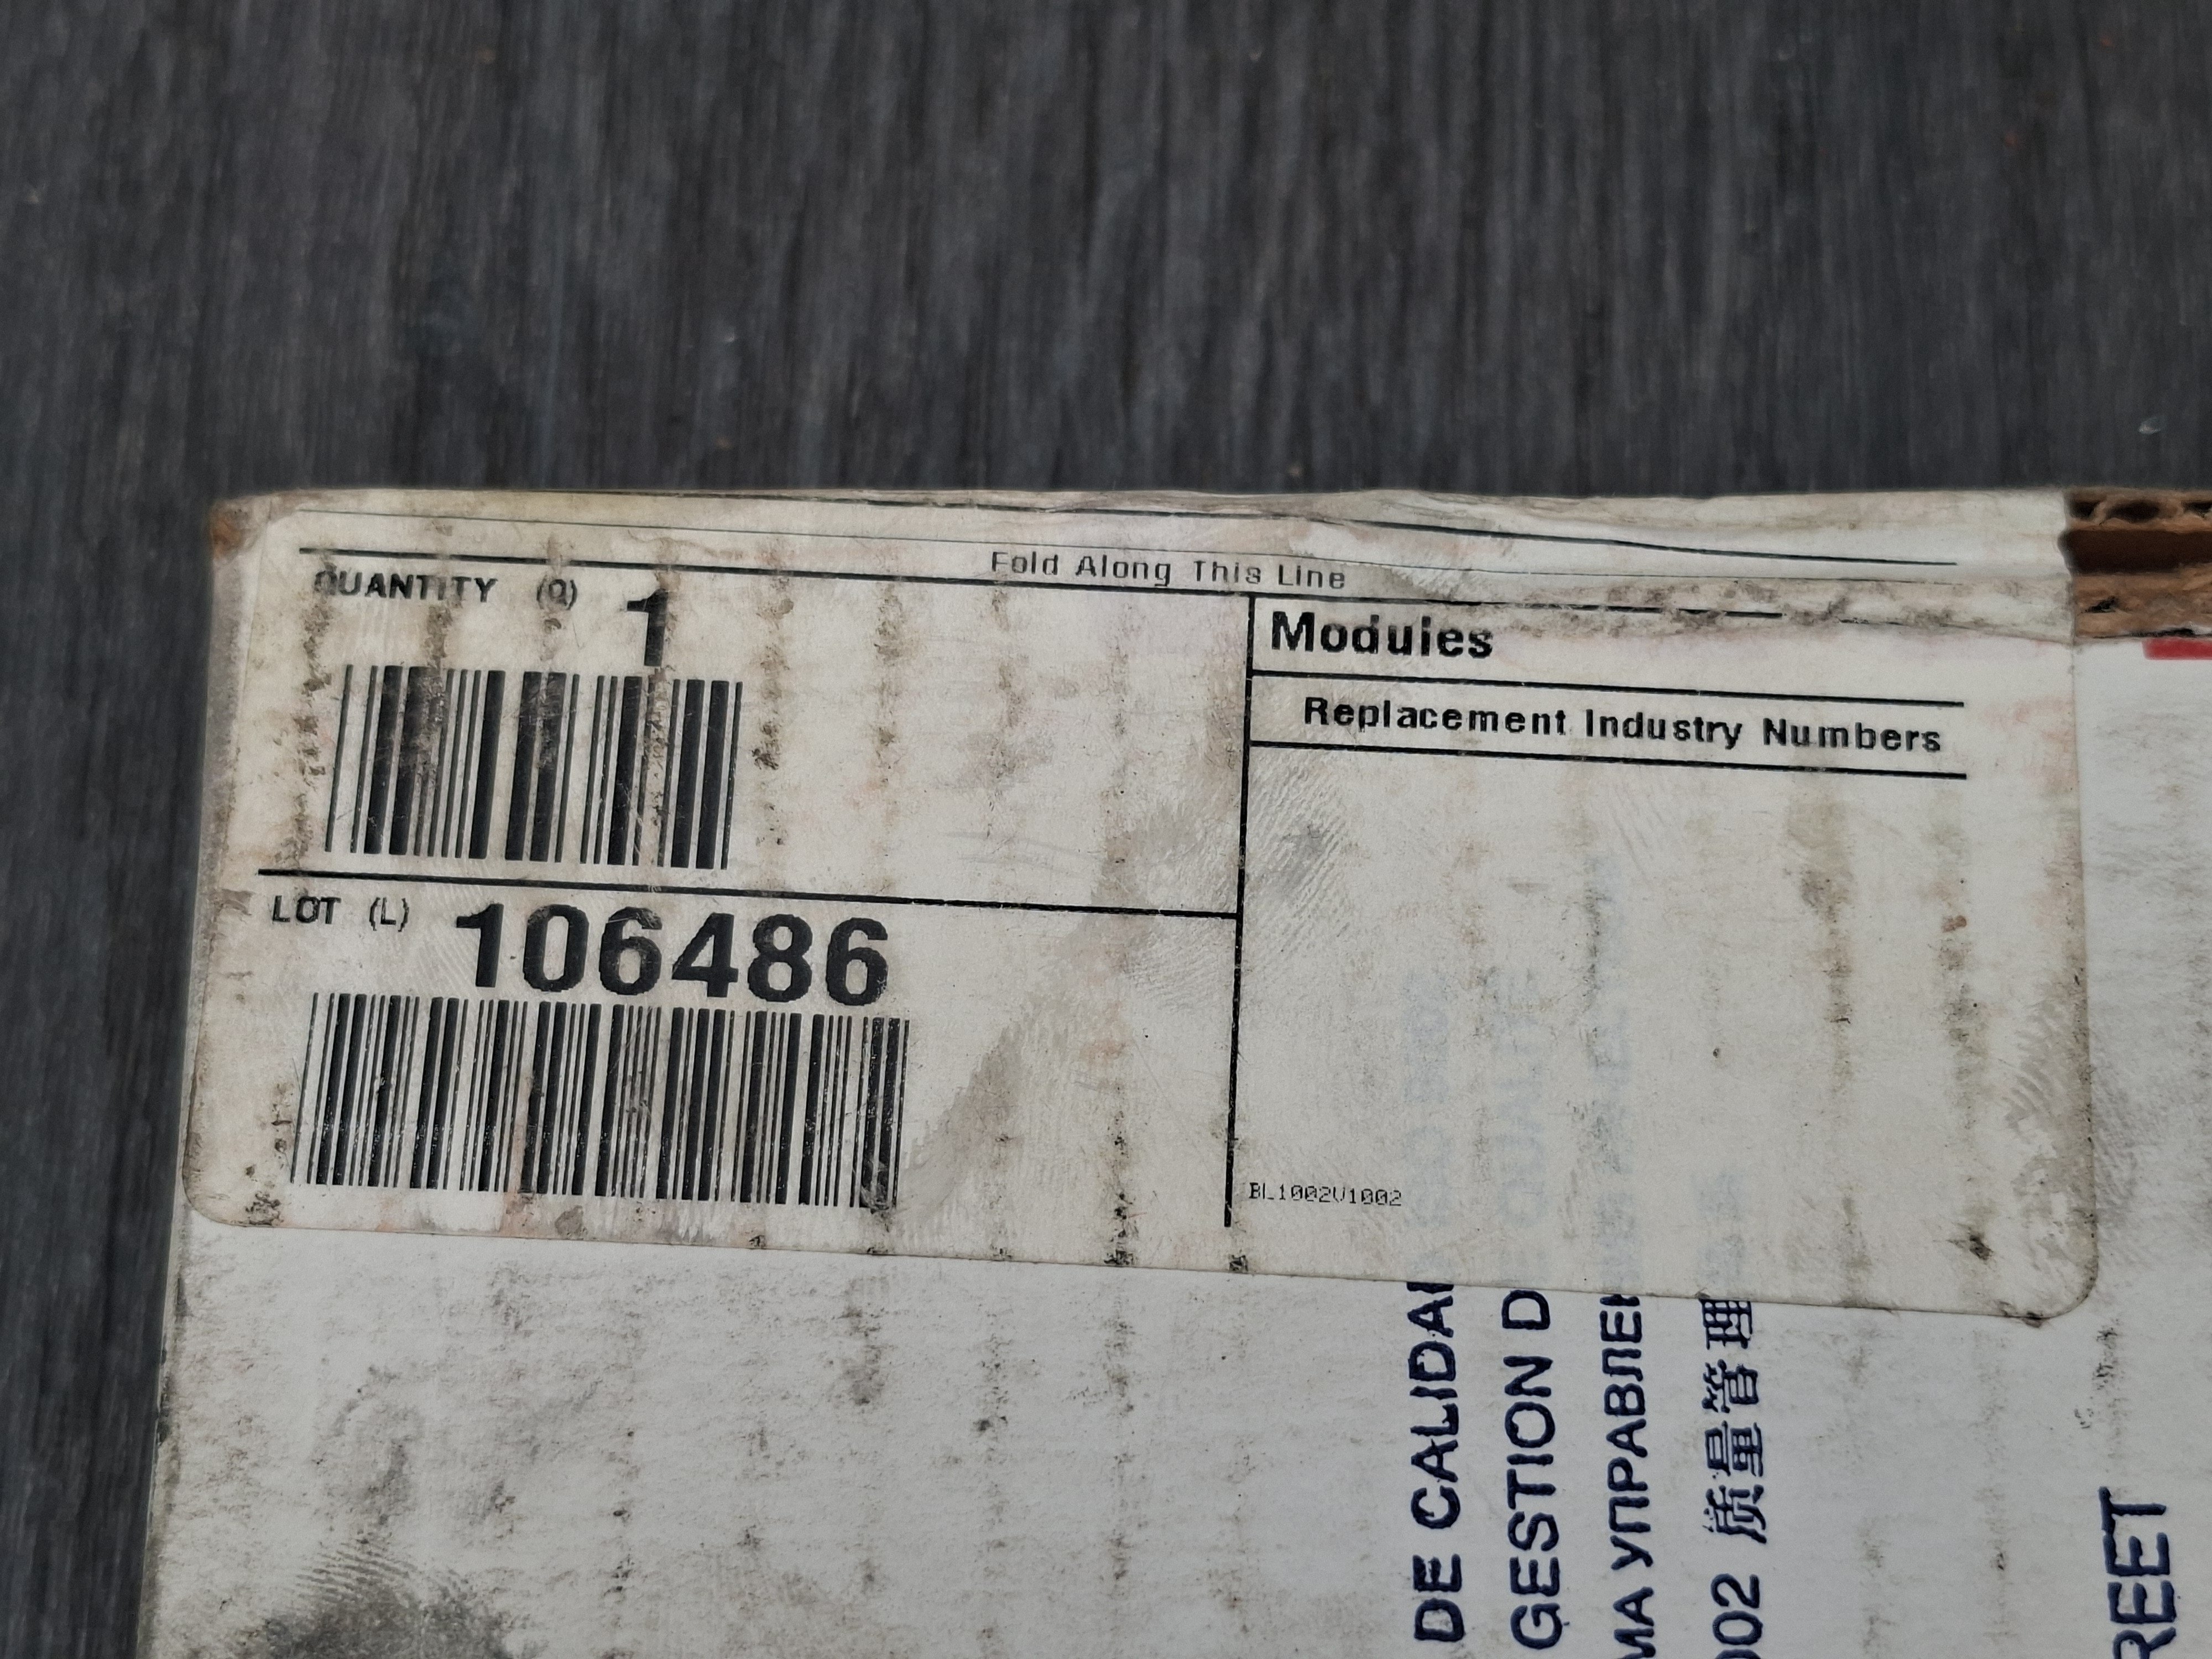 Fold Along This Line
QUANTITY (Q) 1
Modules
Replacement Industry Numbers
LOT (L) 106486
BL1002V1002
DE CALIDA
GESTION D
МА УПРАВЛЕ
002 质量管理
REET